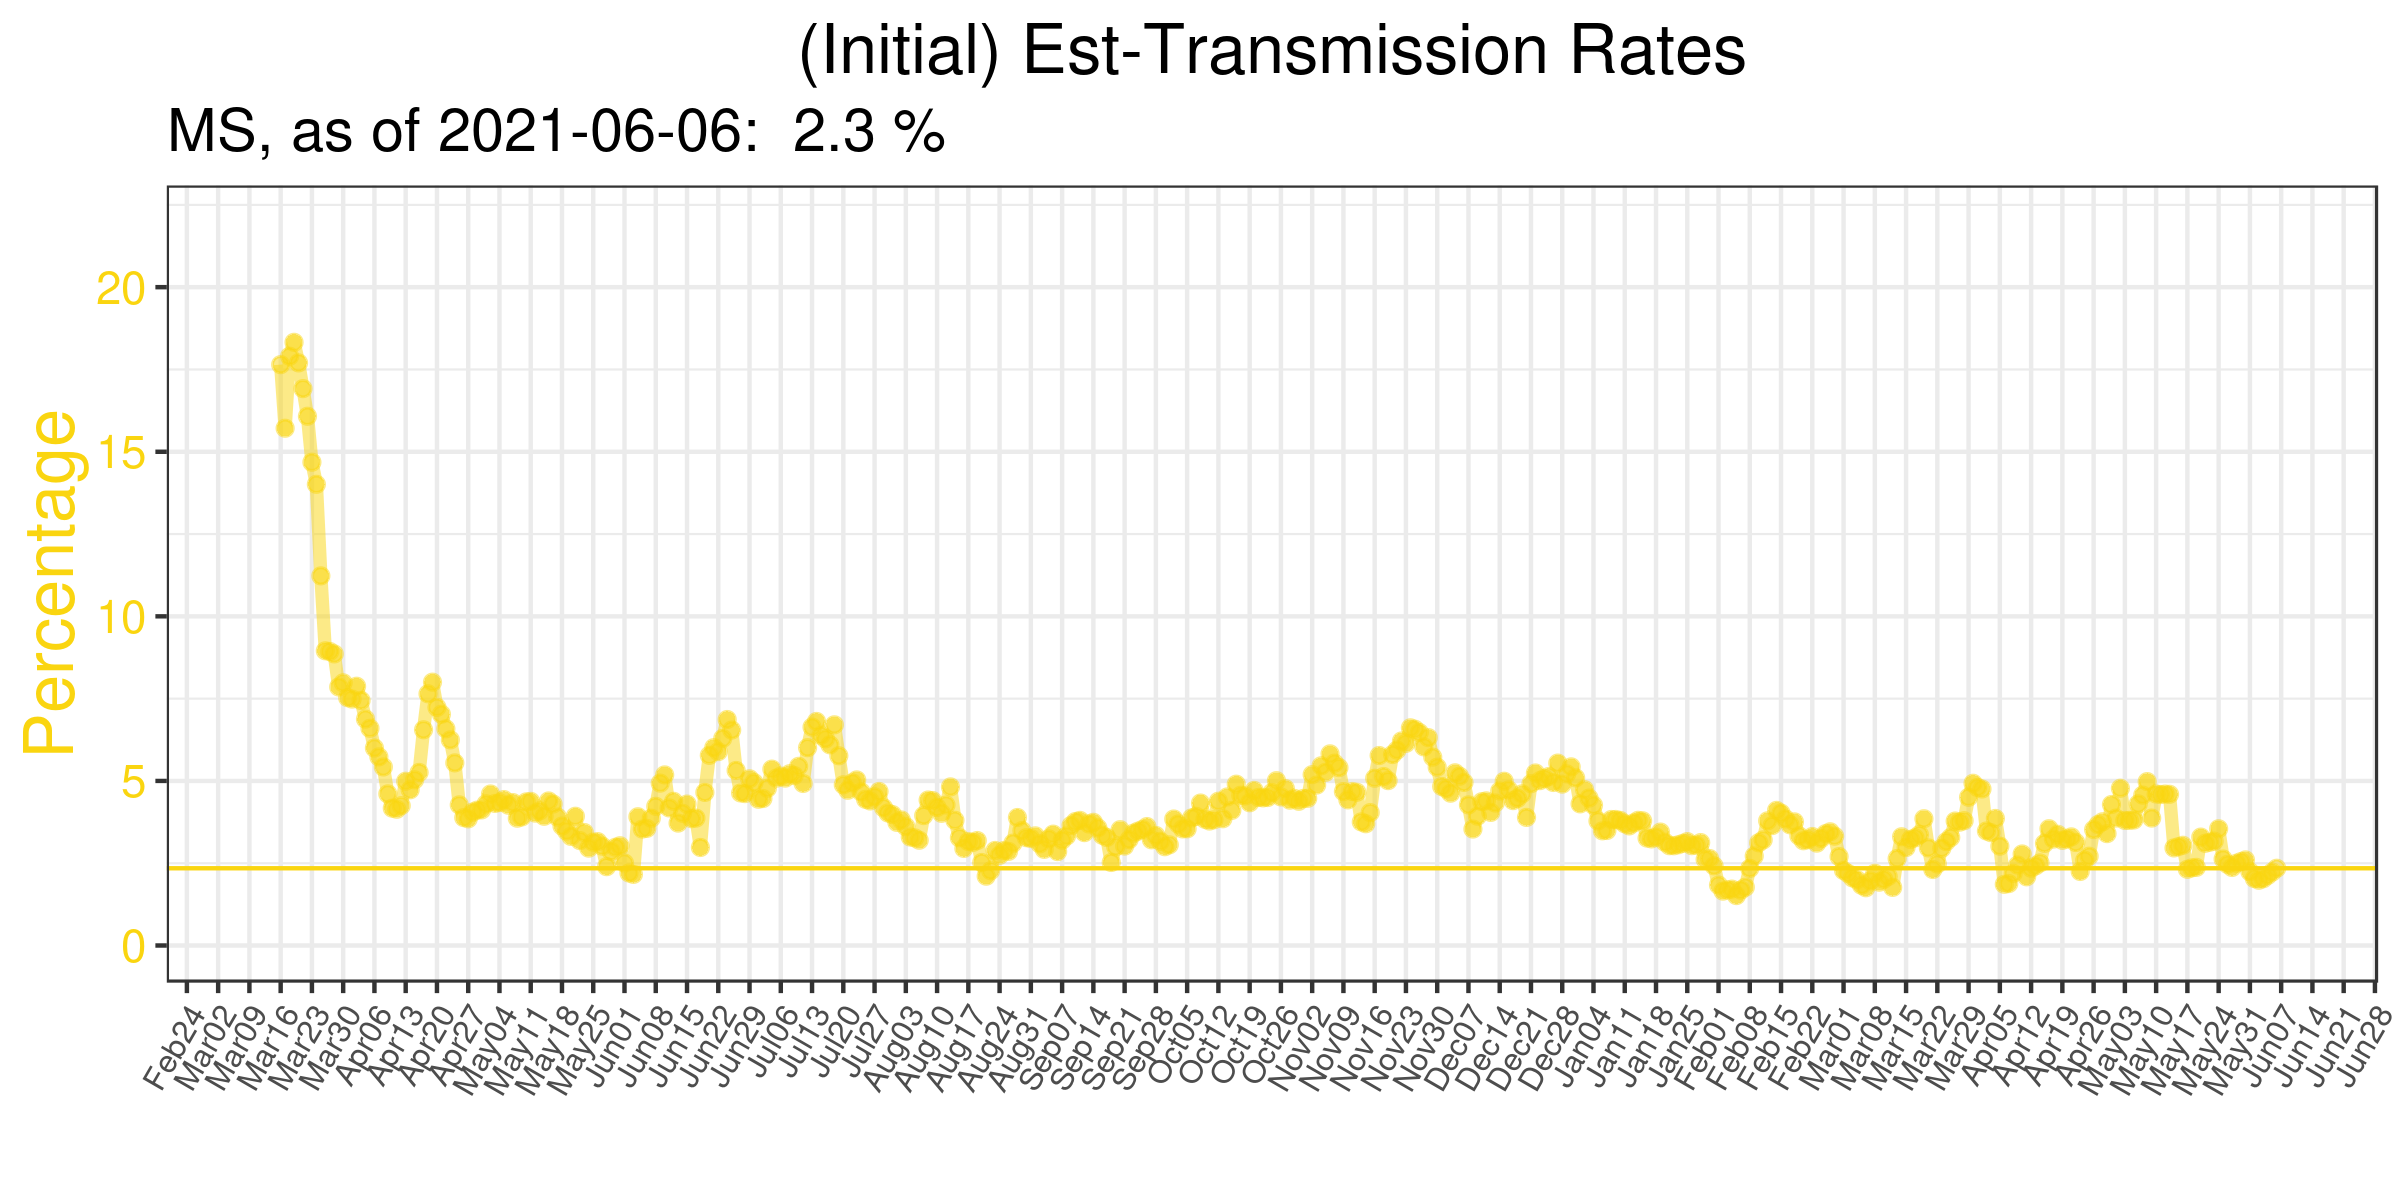 (Initial) Est-Transmission Rates
MS, as of 2021-06-06:  2.3 %
Percentage
20
15
10
5
0
Feb24
Mar02
Mar09
Mar16
Mar23
Mar30
Apr06
Apr13
Apr20
Apr27
May04
May11
May18
May25
Jun01
Jun08
Jun15
Jun22
Jun29
Jul06
Jul13
Jul20
Jul27
Aug03
Aug10
Aug17
Aug24
Aug31
Sep07
Sep14
Sep21
Sep28
Oct05
Oct12
Oct19
Oct26
Nov02
Nov09
Nov16
Nov23
Nov30
Dec07
Dec14
Dec21
Dec28
Jan04
Jan11
Jan18
Jan25
Feb01
Feb08
Feb15
Feb22
Mar01
Mar08
Mar15
Mar22
Mar29
Apr05
Apr12
Apr19
Apr26
May03
May10
May17
May24
May31
Jun07
Jun14
Jun21
Jun28